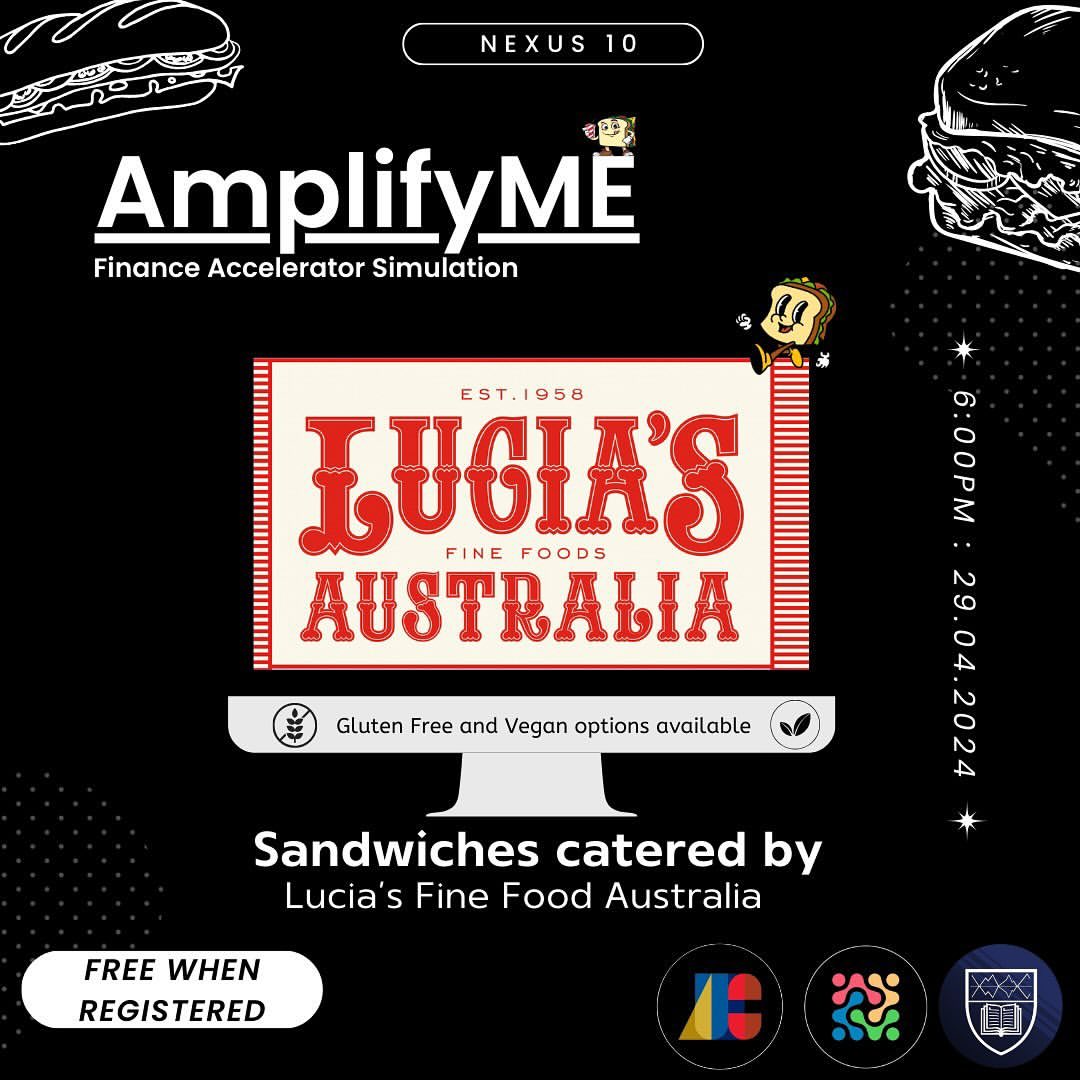 NEXUS 10
AmplifyME
Finance Accelerator Simulation
EST.1958
LUCIA'S
FINE FOODS
AUSTRALIA
6:00PM : 29.04.2024
Gluten Free and Vegan options available
Sandwiches catered by
Lucia's Fine Food Australia
FREE WHEN
REGISTERED